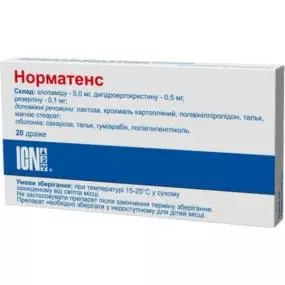 Норматенс
Склад: клопаміду - 5,0 мг, дигідроергокристину - 0,5 мг,
резерпіну - 0,1 мг;
допоміжні речовини: лактоза, крохмаль картопляний, полівінілпіролідон, тальк,
магнію стеарат;
оболонка: сахароза, тальк, гуміарабік, поліетиленгліколь.
20 драже
ICN
Умови зберігання: при температурі 15-25°С у сухому
захищеному від світла місці.
Не застосовувати препарат після закінчення терміну зберігання.
Препарат необхідно зберігати у недоступному для дітей місці.